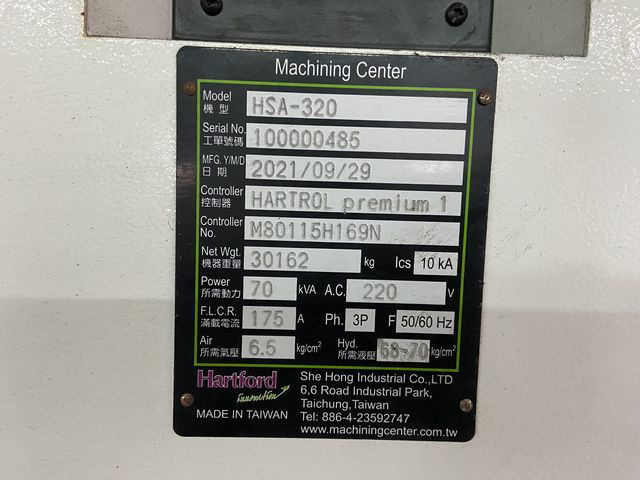 Machining Center
Model
機 型
HSA-320
Serial No.
工單號碼
100000485
MFG. Y/M/D
日 期
2021/09/29
Controller
控制器
HARTROL premium 1
Controller
No.
M80115H169N
Net Wgt.
機器重量
30162 kg Ics 10 kA
Power
所需動力
70 kVA A.C. 220 V
F.L.C.R.
滿載電流
175 A Ph. 3P F 50/60 Hz
Air
所需氣壓
6.5 kg/cm²
Hyd.
所需液壓
68~70 kg/cm²
Hartford
innovation
MADE IN TAIWAN
She Hong Industrial Co.,LTD
6,6 Road Industrial Park,
Taichung,Taiwan
Tel: 886-4-23592747
www.machiningcenter.com.tw